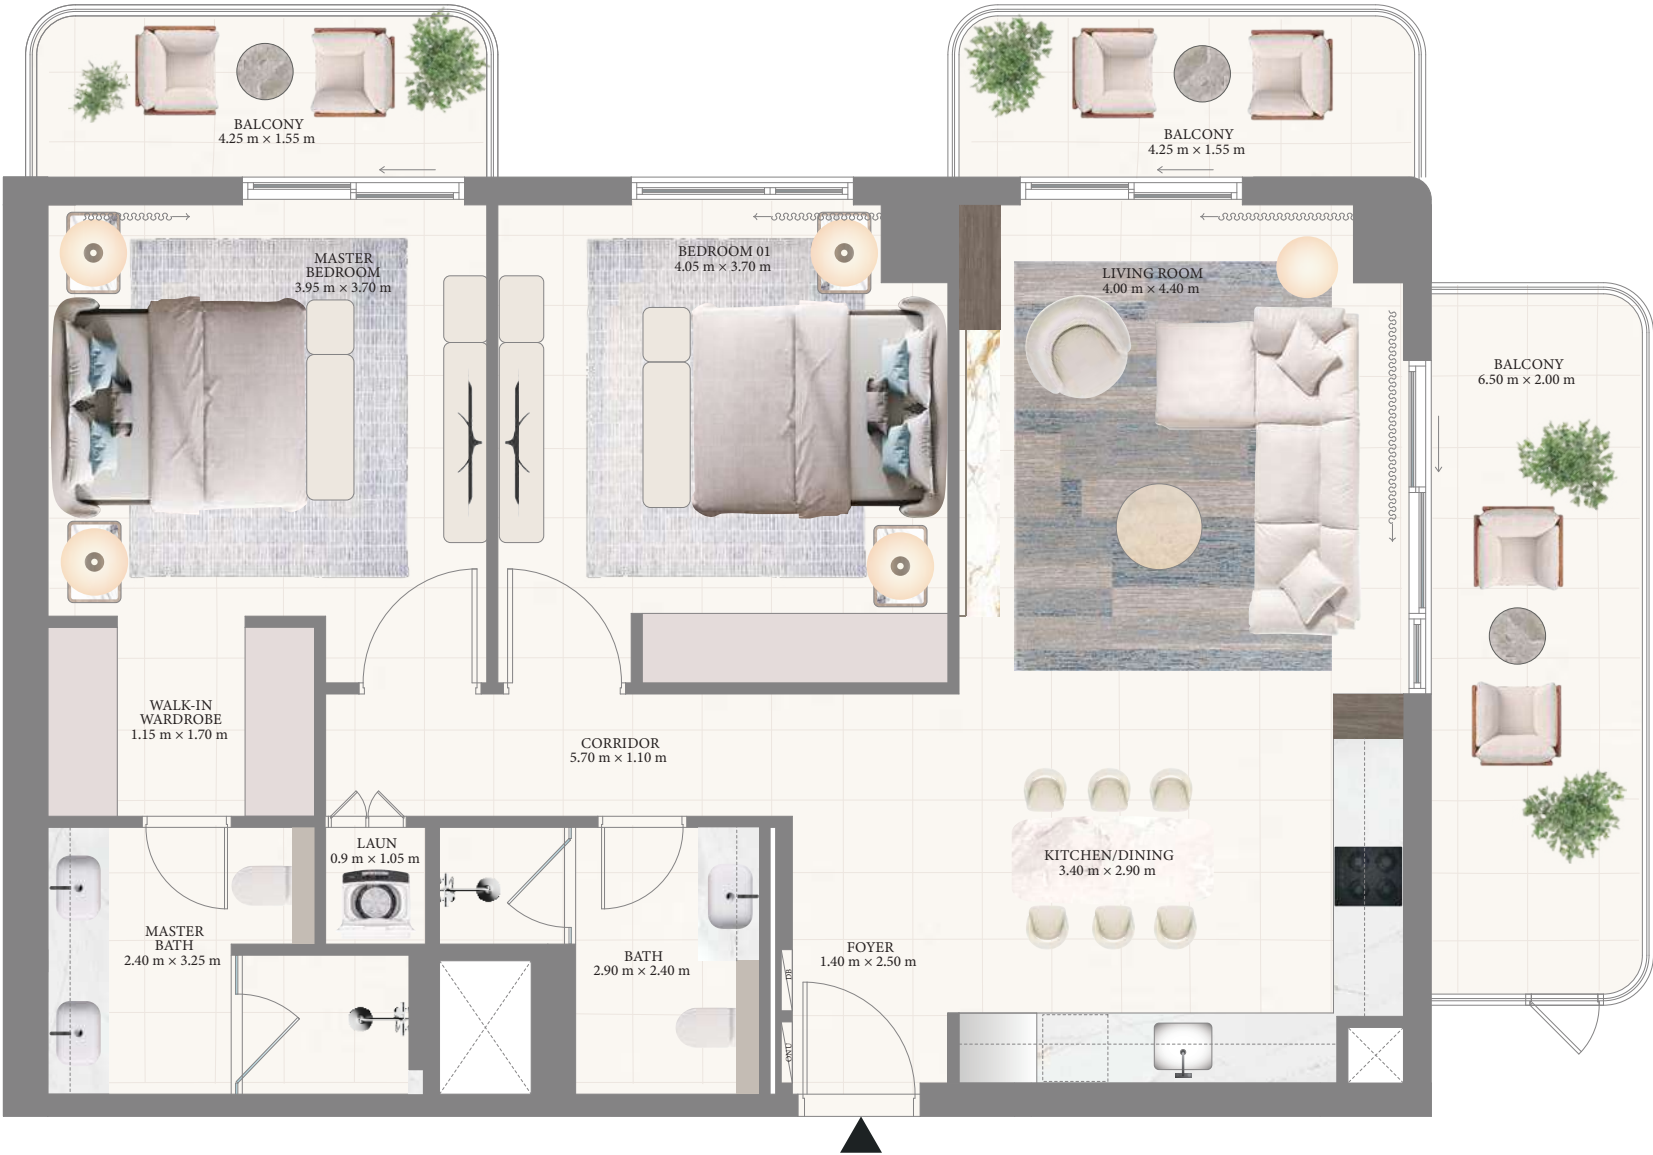 BALCONY
4.25 m × 1.55 m
BALCONY
4.25 m × 1.55 m
MASTER
BEDROOM
3.95 m × 3.70 m
BEDROOM 01
4.05 m × 3.70 m
LIVING ROOM
4.00 m × 4.40 m
BALCONY
6.50 m × 2.00 m
WALK-IN
WARDROBE
1.15 m × 1.70 m
CORRIDOR
5.70 m × 1.10 m
LAUN
0.9 m × 1.05 m
KITCHEN/DINING
3.40 m × 2.90 m
MASTER
BATH
2.40 m × 3.25 m
BATH
2.90 m × 2.40 m
FOYER
1.40 m × 2.50 m
DB
ONU